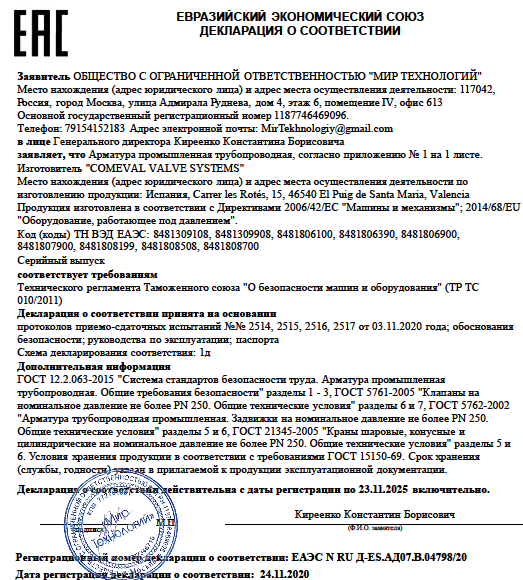 ЕАС
ЕВРАЗИЙСКИЙ ЭКОНОМИЧЕСКИЙ СОЮЗ
ДЕКЛАРАЦИЯ О СООТВЕТСТВИИ
Заявитель ОБЩЕСТВО С ОГРАНИЧЕННОЙ ОТВЕТСТВЕННОСТЬЮ "МИР ТЕХНОЛОГИЙ"
Место нахождения (адрес юридического лица) и адрес места осуществления деятельности: 117042,
Россия, город Москва, улица Адмирала Руднева, дом 4, этаж 6, помещение IV, офис 613
Основной государственный регистрационный номер 1187746469096.
Телефон: 79154152183 Адрес электронной почты: MirTekhnologiy@gmail.com
в лице Генерального директора Киреенко Константина Борисовича
заявляет, что Арматура промышленная трубопроводная, согласно приложению № 1 на 1 листе.
Изготовитель "COMEVAL VALVE SYSTEMS"
Место нахождения (адрес юридического лица) и адрес места осуществления деятельности по
изготовлению продукции: Испания, Carrer les Rotés, 15, 46540 El Puig de Santa Maria, Valencia
Продукция изготовлена в соответствии с Директивами 2006/42/EC "Машины и механизмы"; 2014/68/EU
"Оборудование, работающее под давлением".
Код (коды) ТН ВЭД ЕАЭС: 8481309108, 8481309908, 8481806100, 8481806390, 8481806900,
8481807900, 8481808199, 8481808508, 8481808700
Серийный выпуск
соответствует требованиям
Технического регламента Таможенного союза "О безопасности машин и оборудования" (ТР ТС
010/2011)
Декларация о соответствии принята на основании
протоколов приемо-сдаточных испытаний №№ 2514, 2515, 2516, 2517 от 03.11.2020 года; обоснования
безопасности; руководства по эксплуатации; паспорта
Схема декларирования соответствия: 1д
Дополнительная информация
ГОСТ 12.2.063-2015 "Система стандартов безопасности труда. Арматура промышленная
трубопроводная. Общие требования безопасности" разделы 1 - 3, ГОСТ 5761-2005 "Клапаны на
номинальное давление не более PN 250. Общие технические условия" разделы 6 и 7, ГОСТ 5762-2002
"Арматура трубопроводная промышленная. Задвижки на номинальное давление не более PN 250.
Общие технические условия" разделы 5 и 6, ГОСТ 21345-2005 "Краны шаровые, конусные и
цилиндрические на номинальное давление не более PN 250. Общие технические условия" разделы 5 и
6. Условия хранения продукции в соответствии с требованиями ГОСТ 15150-69. Срок хранения
(службы, годности) указан в прилагаемой к продукции эксплуатационной документации.
Декларация о соответствии действительна с даты регистрации по 23.11.2025 включительно.
Киреенко Константин Борисович
подпись М.П. (Ф.И.О. заявителя)
«Мир
Технологий»
Регистрационный номер декларации о соответствии: ЕАЭС N RU Д-ES.АД07.В.04798/20
Дата регистрации декларации о соответствии: 24.11.2020